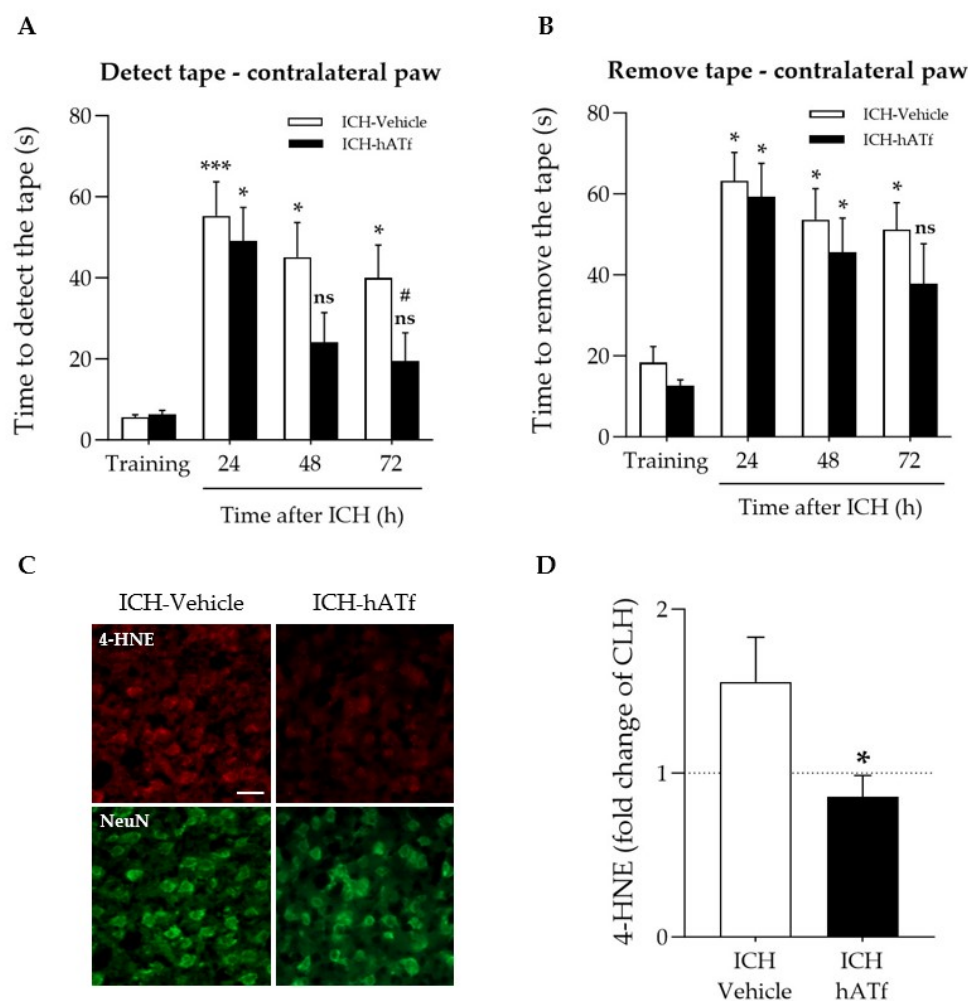 A
Detect tape - contralateral paw
Time to detect the tape (s)
80
60
40
20
0
ICH-Vehicle
ICH-hATf
***
*
*
ns
*
#
ns
Training
24
48
72
Time after ICH (h)
B
Remove tape - contralateral paw
Time to remove the tape (s)
80
60
40
20
0
ICH-Vehicle
ICH-hATf
*
*
*
*
*
ns
Training
24
48
72
Time after ICH (h)
C
ICH-Vehicle
ICH-hATf
4-HNE
NeuN
D
4-HNE (fold change of CLH)
2
1
0
*
ICH
Vehicle
ICH
hATf